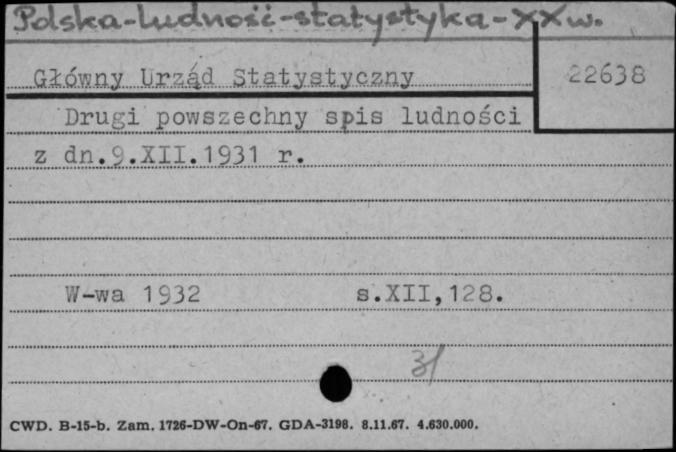 Polska-ludność-statystyka-XXw.
Główny Urząd Statystyczny 22638
Drugi powszechny spis ludności
z dn.9.XII.1931 r.
W-wa 1932 s.XII,128.
31
CWD. B-15-b. Zam. 1726-DW-On-67. GDA-3198. 8.11.67. 4.630.000.